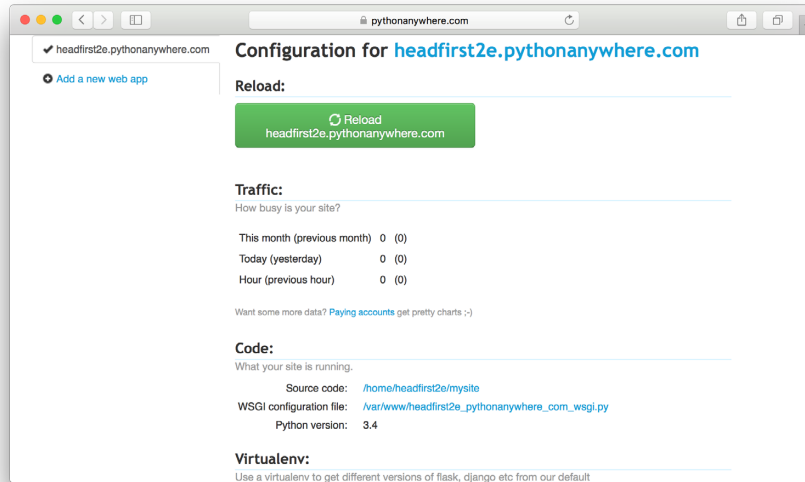 pythonanywhere.com
headfirst2e.pythonanywhere.com
Add a new web app
Configuration for headfirst2e.pythonanywhere.com
Reload:
Reload
headfirst2e.pythonanywhere.com
Traffic:
How busy is your site?
This month (previous month) 0 (0)
Today (yesterday) 0 (0)
Hour (previous hour) 0 (0)
Want some more data? Paying accounts get pretty charts ;-)
Code:
What your site is running.
Source code: /home/headfirst2e/mysite
WSGI configuration file: /var/www/headfirst2e_pythonanywhere_com_wsgi.py
Python version: 3.4
Virtualenv:
Use a virtualenv to get different versions of flask, django etc from our default